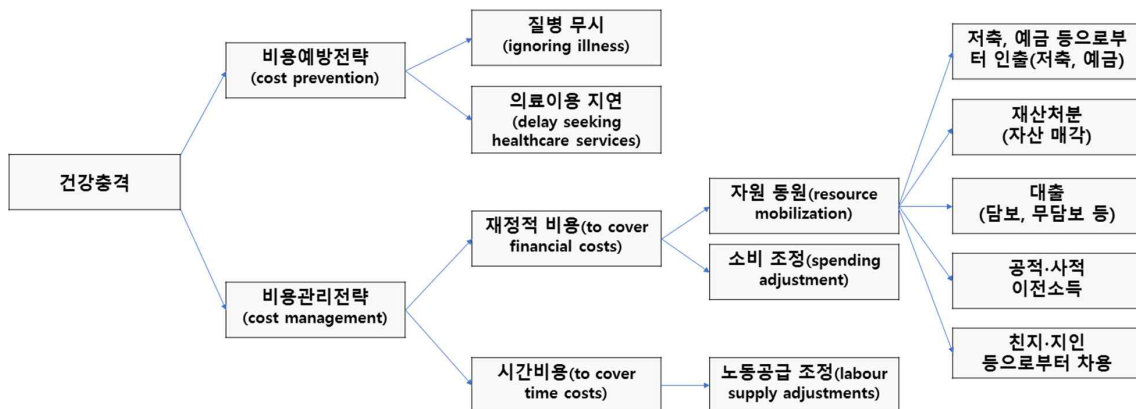 건강충격
비용예방전략
(cost prevention)
질병 무시
(ignoring illness)
의료이용 지연
(delay seeking
healthcare services)
비용관리전략
(cost management)
재정적 비용(to cover
financial costs)
자원 동원(resource
mobilization)
저축, 예금 등으로부
터 인출(저축, 예금)
재산처분
(자산 매각)
대출
(담보, 무담보 등)
공적·사적
이전소득
친지·지인
등으로부터 차용
소비 조정(spending
adjustment)
시간비용(to cover
time costs)
노동공급 조정(labour
supply adjustments)